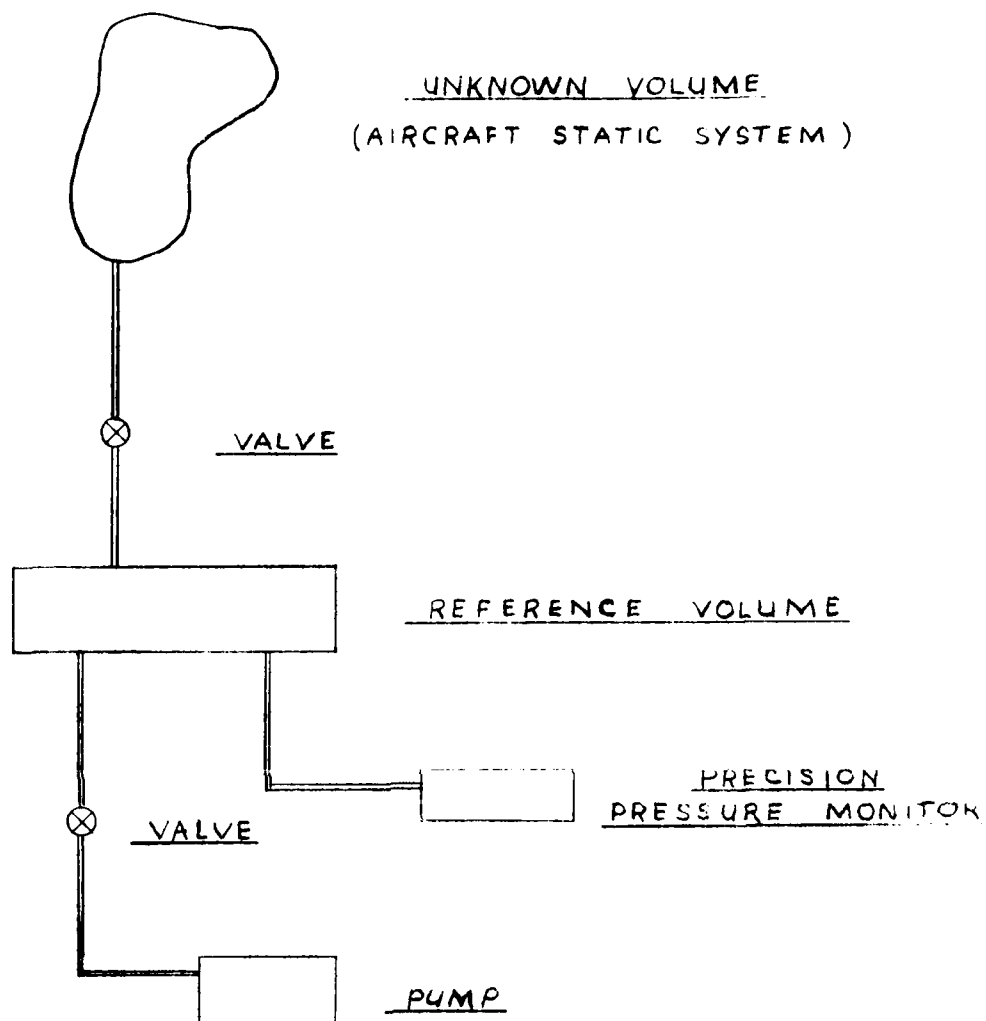 UNKNOWN VOLUME
(AIRCRAFT STATIC SYSTEM)
VALVE
REFERENCE VOLUME
PRECISION
PRESSURE MONITOR
VALVE
PUMP